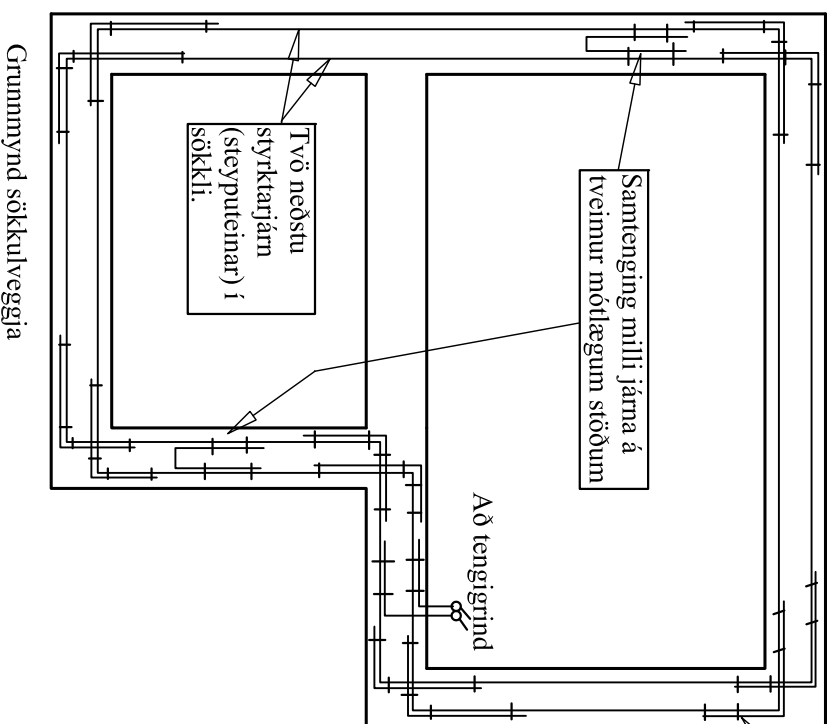 Samtenging milli járna á
tveimur mótlægum stöðum
Að tengigrind
Tvö neðstu
styrktarjárn
(steyputeinar) í
sökkli.
Grunnmynd sökkulveggja